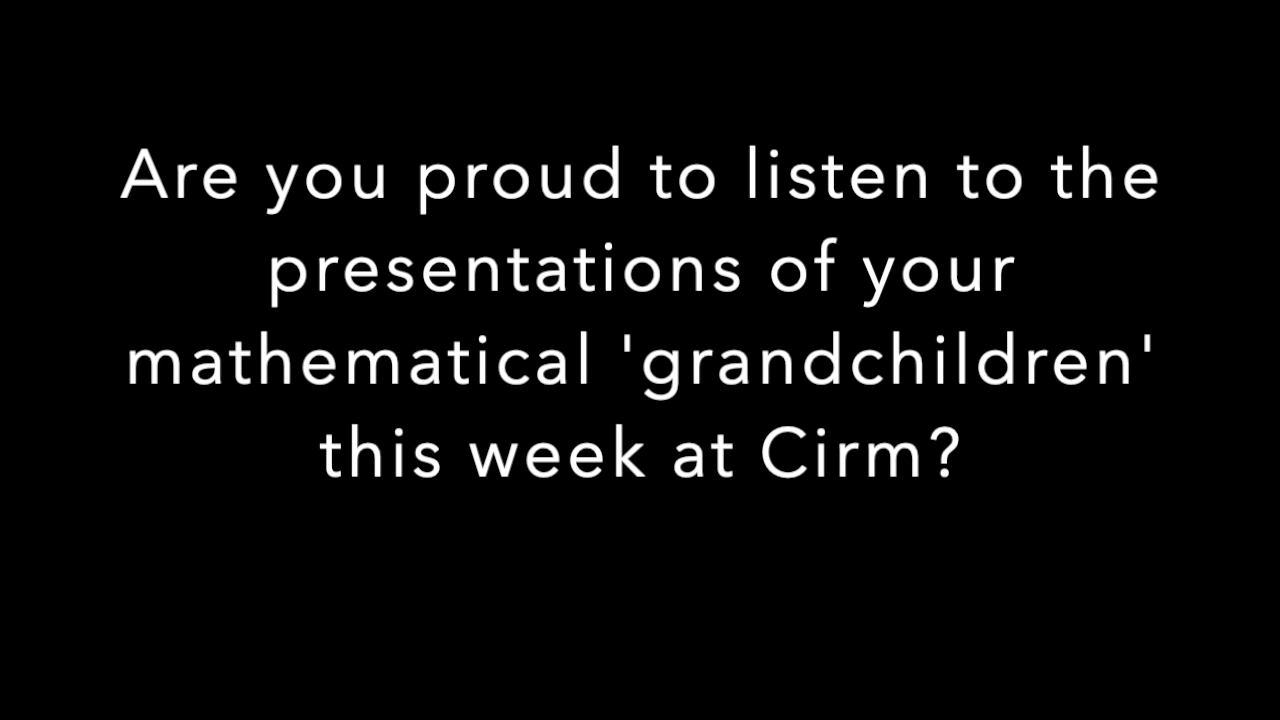 Are you proud to listen to the
presentations of your
mathematical 'grandchildren'
this week at Cirm?